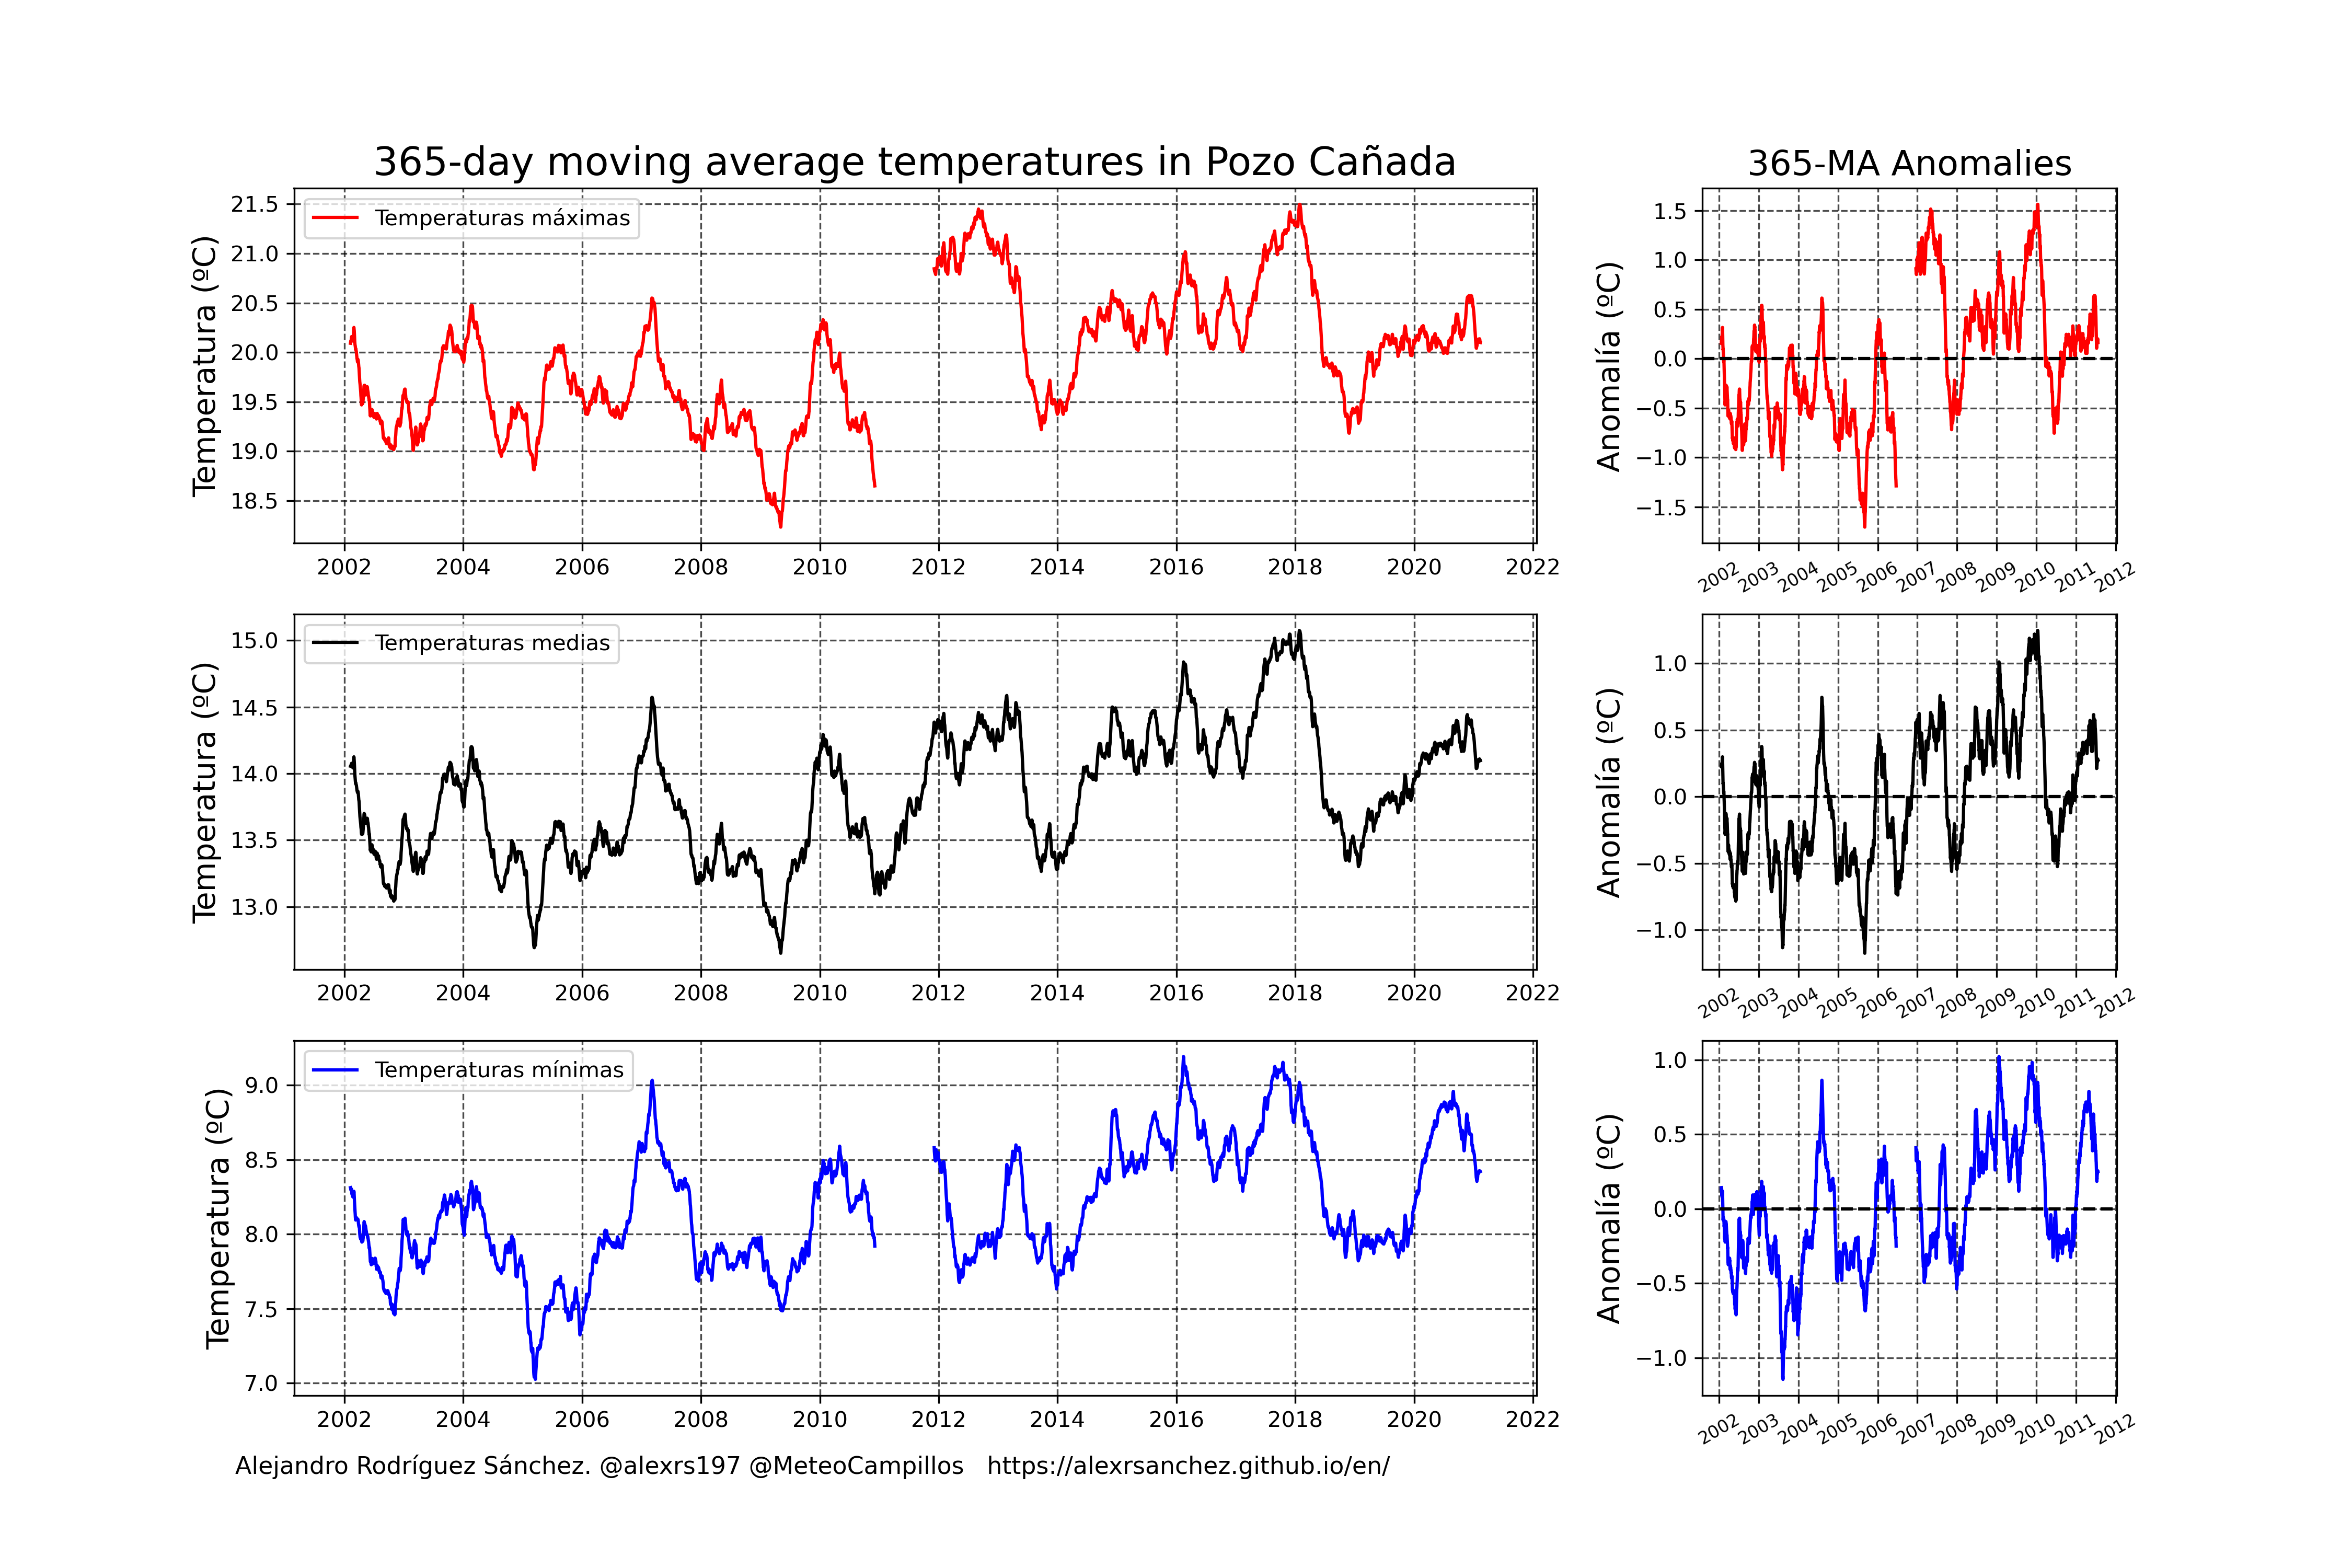 365-day moving average temperatures in Pozo Cañada
365-MA Anomalies
Temperatura (ºC)
21.5
21.0
20.5
20.0
19.5
19.0
18.5
Temperaturas máximas
2002 2004 2006 2008 2010 2012 2014 2016 2018 2020 2022
Anomalía (ºC)
1.5
1.0
0.5
0.0
−0.5
−1.0
−1.5
2002 2003 2004 2005 2006 2007 2008 2009 2010 2011 2012
Temperatura (ºC)
15.0
14.5
14.0
13.5
13.0
Temperaturas medias
2002 2004 2006 2008 2010 2012 2014 2016 2018 2020 2022
Anomalía (ºC)
1.0
0.5
0.0
−0.5
−1.0
2002 2003 2004 2005 2006 2007 2008 2009 2010 2011 2012
Temperatura (ºC)
9.0
8.5
8.0
7.5
7.0
Temperaturas mínimas
2002 2004 2006 2008 2010 2012 2014 2016 2018 2020 2022
Anomalía (ºC)
1.0
0.5
0.0
−0.5
−1.0
2002 2003 2004 2005 2006 2007 2008 2009 2010 2011 2012
Alejandro Rodríguez Sánchez. @alexrs197 @MeteoCampillos https://alexrsanchez.github.io/en/